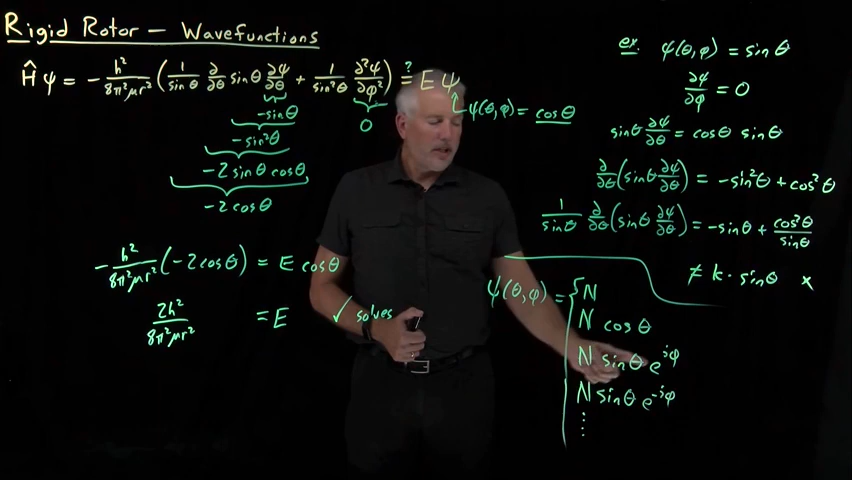 Rigid Rotor – Wavefunctions
Ĥψ = -h²/8π²μr² (1/sinθ ∂/∂θ sinθ ∂ψ/∂θ + 1/sin²θ ∂²ψ/∂φ²) ?= Eψ
-sinθ
0
ψ(θ,φ) = cosθ
-sin²θ
-2 sinθ cosθ
-2 cosθ
-h²/8π²μr² (-2cosθ) = E cosθ
2h²/8π²μr² = E ✓ solves
ex. ψ(θ,φ) = sinθ
∂ψ/∂φ = 0
sinθ ∂ψ/∂θ = cosθ sinθ
∂/∂θ (sinθ ∂ψ/∂θ) = -sin²θ + cos²θ
1/sinθ ∂/∂θ (sinθ ∂ψ/∂θ) = -sinθ + cos²θ/sinθ
≠ k · sinθ ×
ψ(θ,φ) = { N
N cosθ
N sinθ e^iφ
N sinθ e^-iφ
⋮